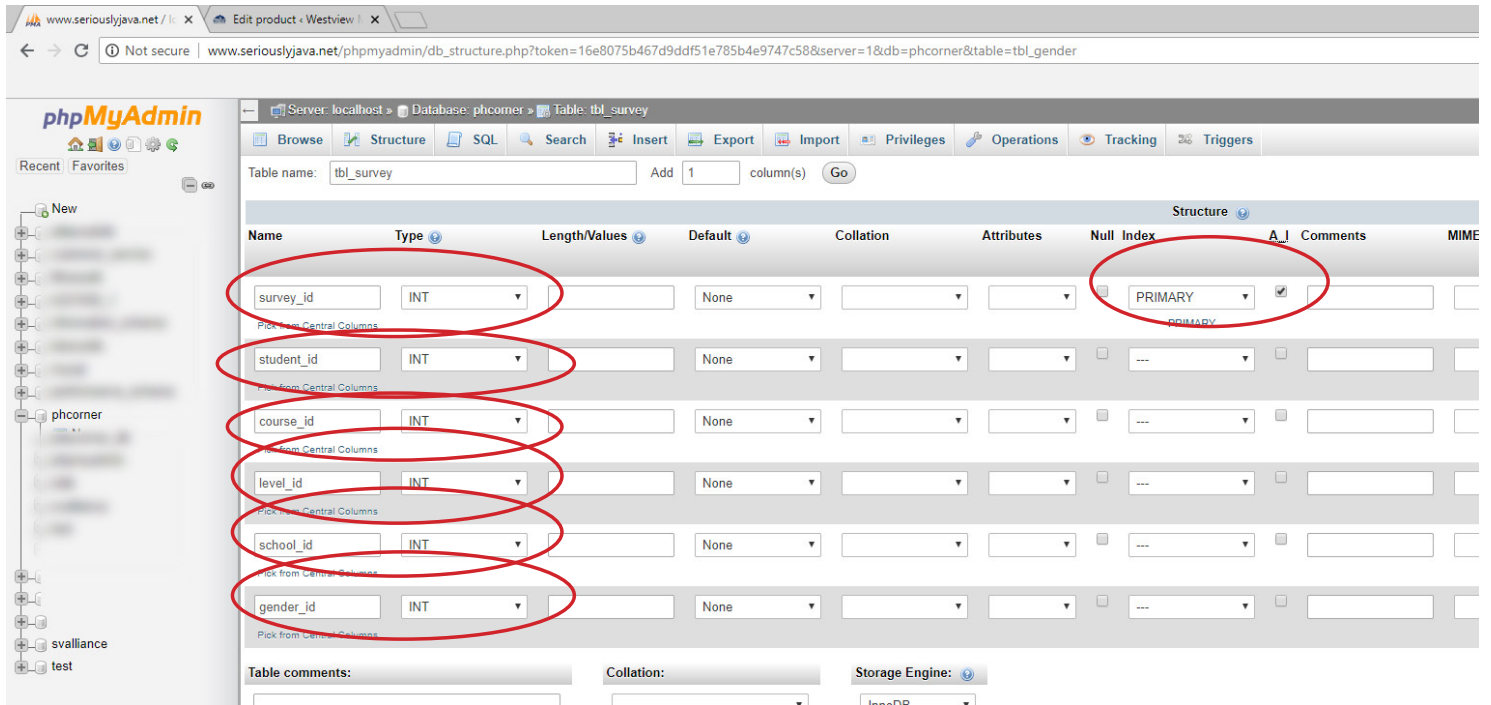 www.seriouslyjava.net / lo x Edit product ‹ Westview M x
Not secure | www.seriouslyjava.net/phpmyadmin/db_structure.php?token=16e8075b467d9ddf51e785b4e9747c58&server=1&db=phcorner&table=tbl_gender
phpMyAdmin
Server: localhost » Database: phcorner » Table: tbl_survey
Browse Structure SQL Search Insert Export Import Privileges Operations Tracking Triggers
Recent Favorites
Table name: tbl_survey Add 1 column(s) Go
New
phcorner
svalliance
test
Structure
Name Type Length/Values Default Collation Attributes Null Index A_I Comments MIME
survey_id INT None PRIMARY
Pick from Central Columns PRIMARY
student_id INT None ---
Pick from Central Columns
course_id INT None ---
Pick from Central Columns
level_id INT None ---
Pick from Central Columns
school_id INT None ---
Pick from Central Columns
gender_id INT None ---
Pick from Central Columns
Table comments: Collation: Storage Engine:
InnoDB